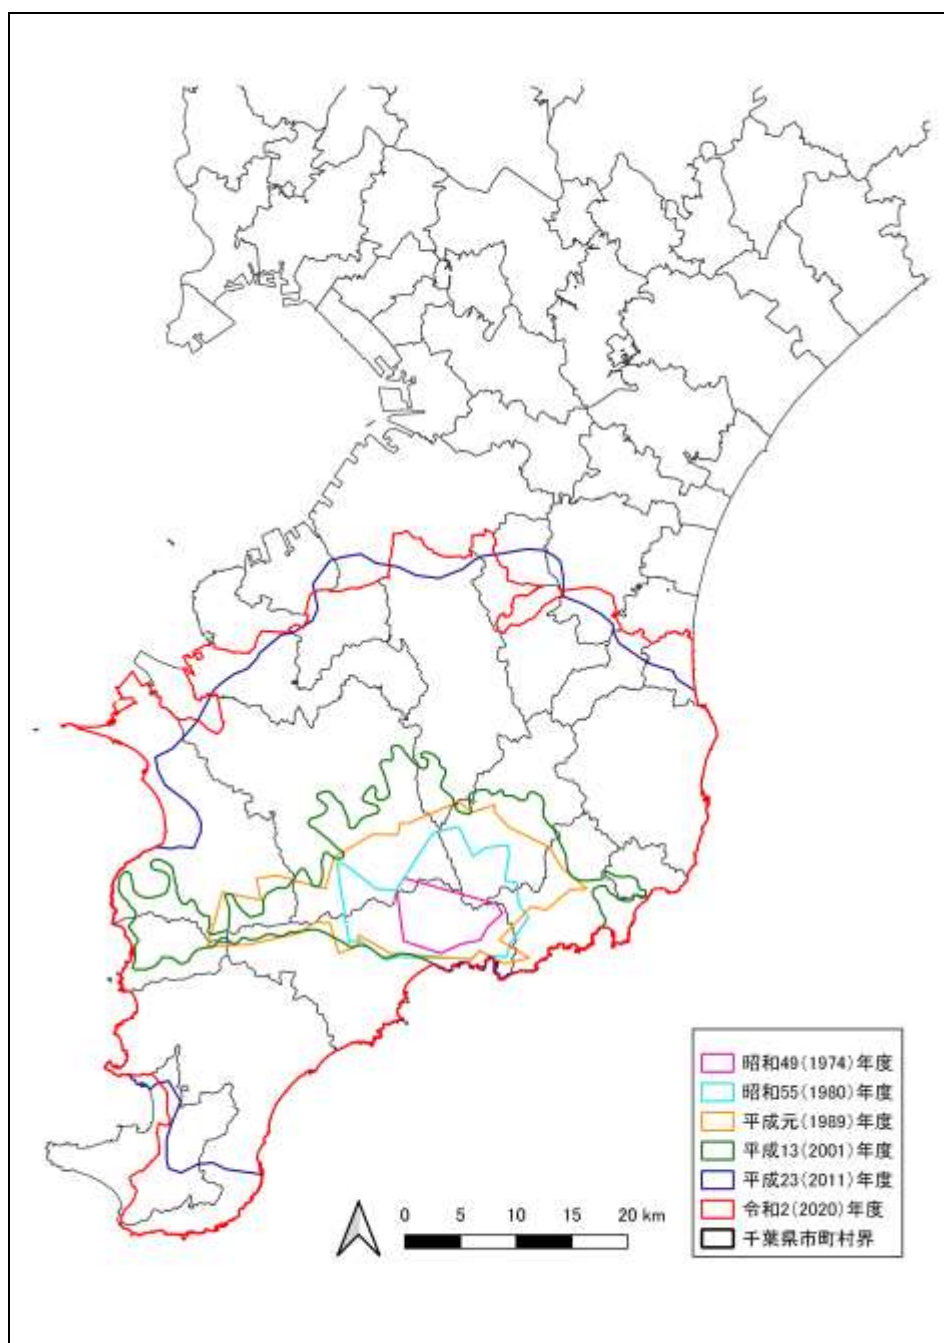 昭和49(1974)年度
昭和55(1980)年度
平成元(1989)年度
平成13(2001)年度
平成23(2011)年度
令和2(2020)年度
千葉県市町村界
0 5 10 15 20 km